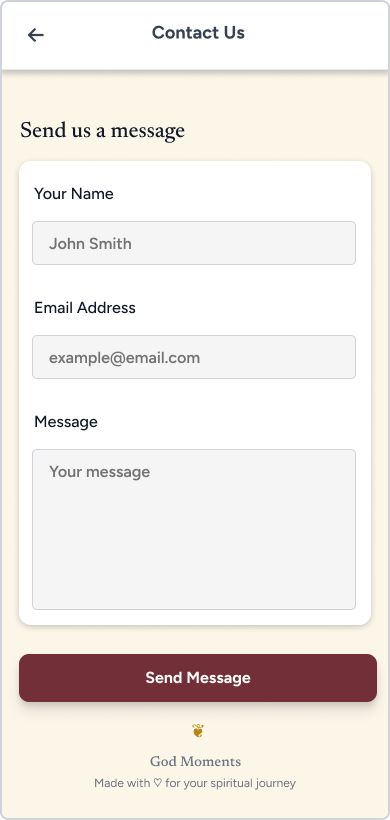 Contact Us
Send us a message
Your Name
John Smith
Email Address
example@email.com
Message
Your message
Send Message
❦
God Moments
Made with ♡ for your spiritual journey